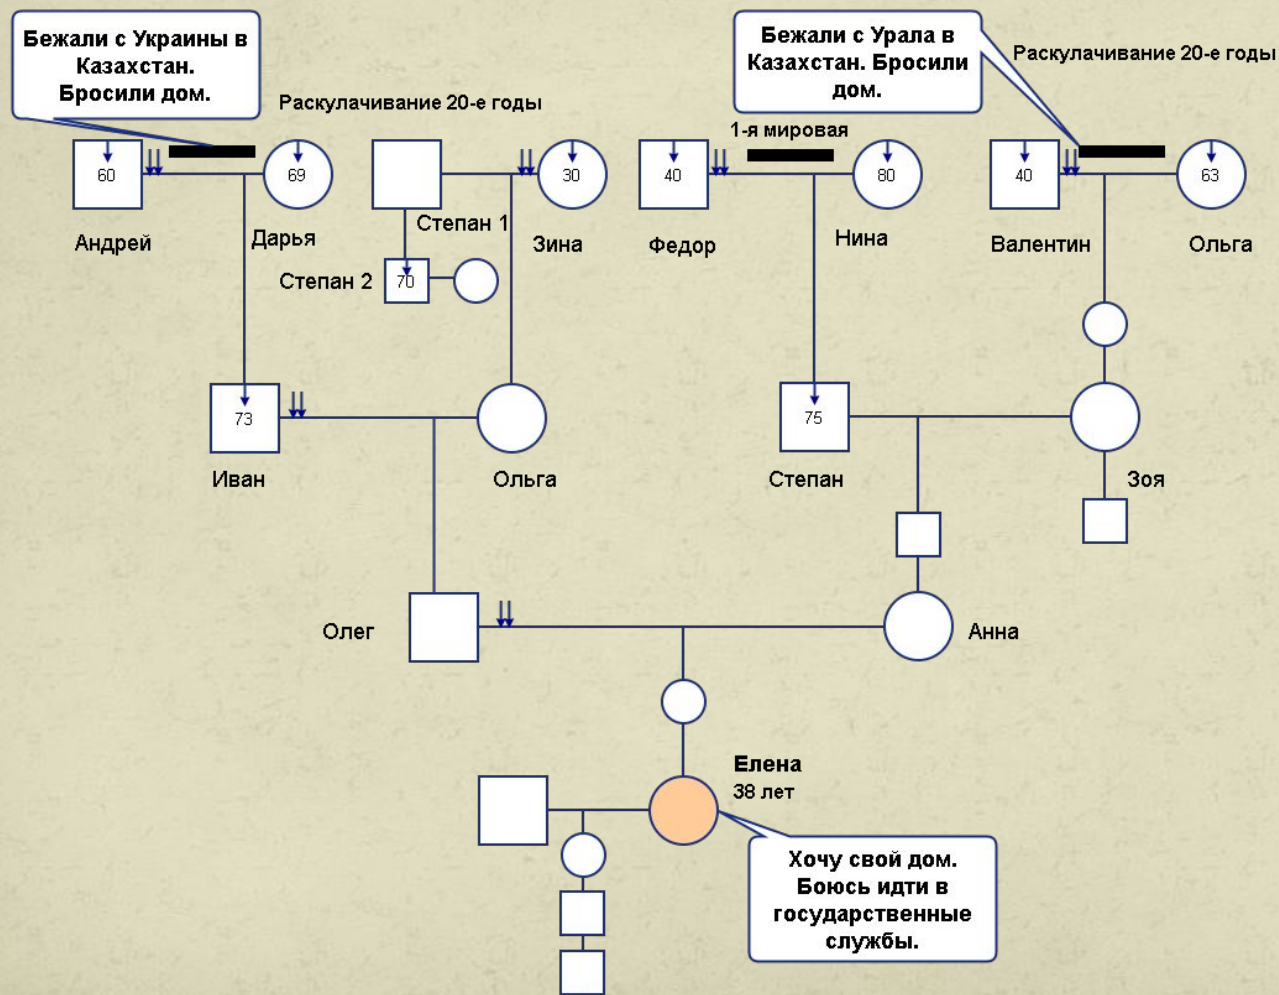 Бежали с Украины в
Казахстан.
Бросили дом.
Раскулачивание 20-е годы
Бежали с Урала в
Казахстан. Бросили
дом.
Раскулачивание 20-е годы
1-я мировая
60
69
30
40
80
40
63
Андрей
Дарья
Степан 1
Зина
Федор
Нина
Валентин
Ольга
Степан 2
70
73
75
Иван
Ольга
Степан
Зоя
Олег
Анна
Елена
38 лет
Хочу свой дом.
Боюсь идти в
государственные
службы.